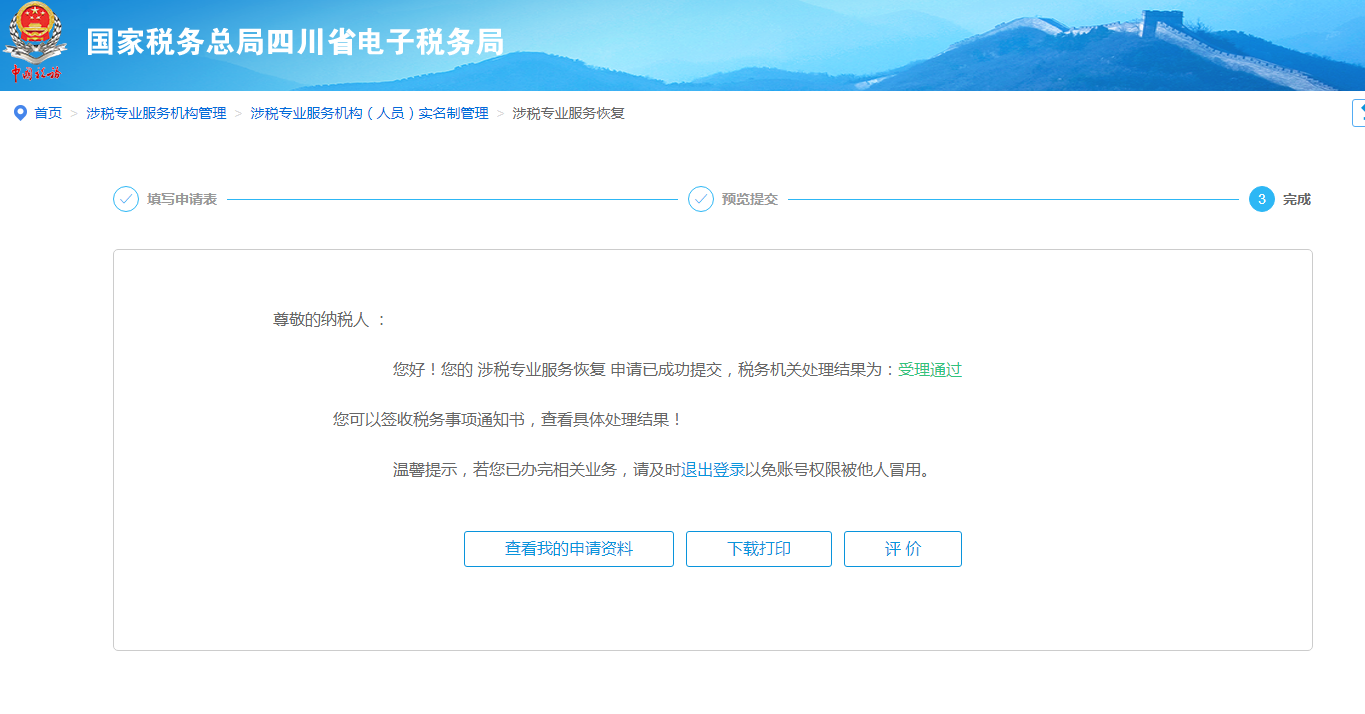 国家税务总局四川省电子税务局
中国税务
首页 > 涉税专业服务机构管理 > 涉税专业服务机构（人员）实名制管理 > 涉税专业服务恢复
填写申请表 预览提交 3 完成
尊敬的纳税人 ：
您好！您的 涉税专业服务恢复 申请已成功提交，税务机关处理结果为：受理通过
您可以签收税务事项通知书，查看具体处理结果！
温馨提示，若您已办完相关业务，请及时退出登录以免账号权限被他人冒用。
查看我的申请资料 下载打印 评 价